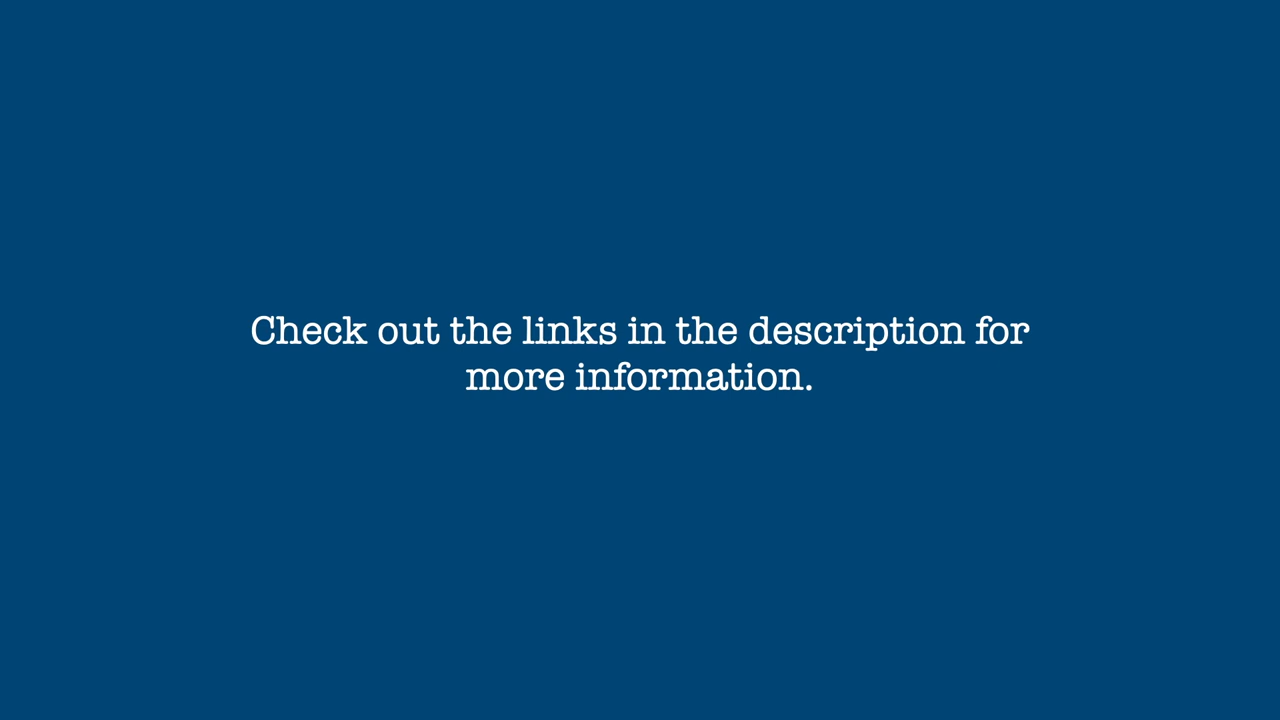 Check out the links in the description for
more information.